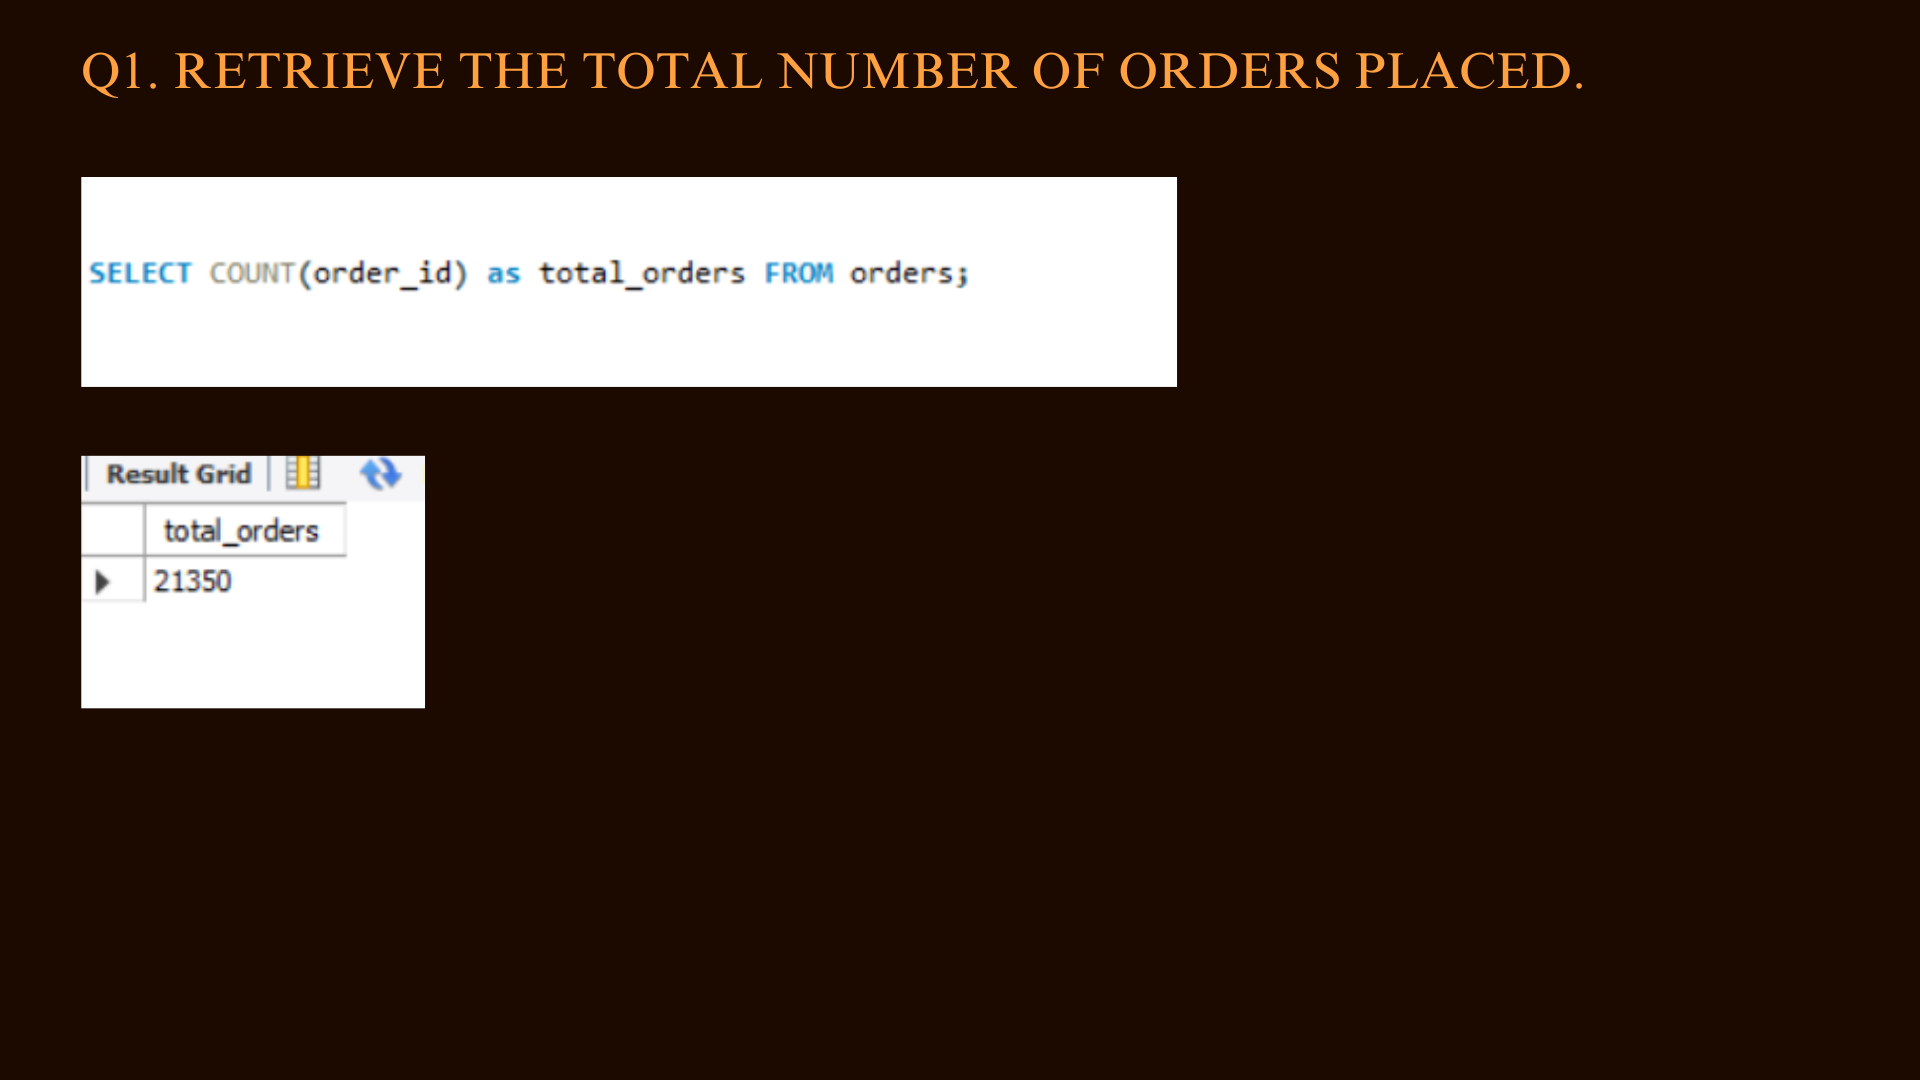 Q1. RETRIEVE THE TOTAL NUMBER OF ORDERS PLACED.
SELECT COUNT(order_id) as total_orders FROM orders;
Result Grid
total_orders
21350